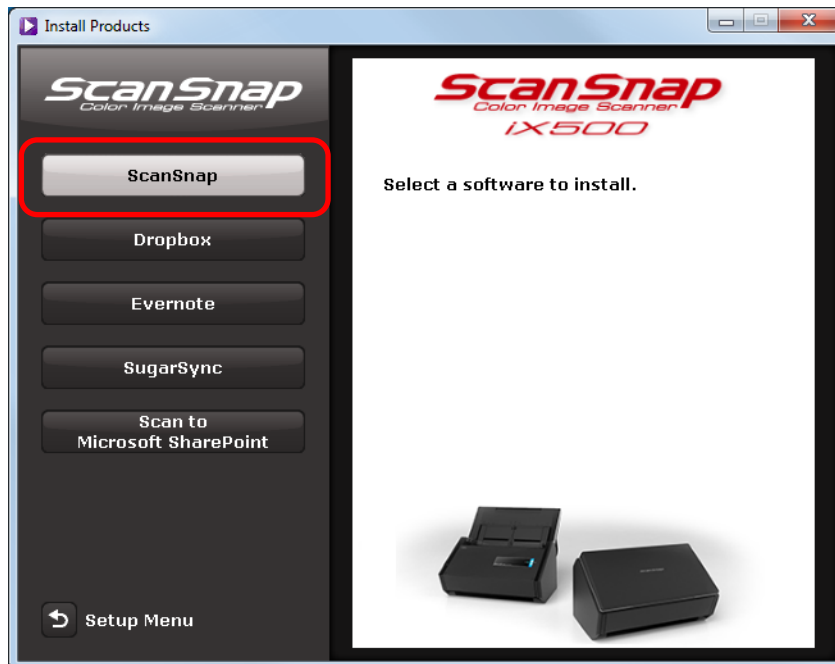 Install Products
ScanSnap
Color Image Scanner
ScanSnap
Dropbox
Evernote
SugarSync
Scan to
Microsoft SharePoint
Setup Menu
ScanSnap
Color Image Scanner
iX500
Select a software to install.